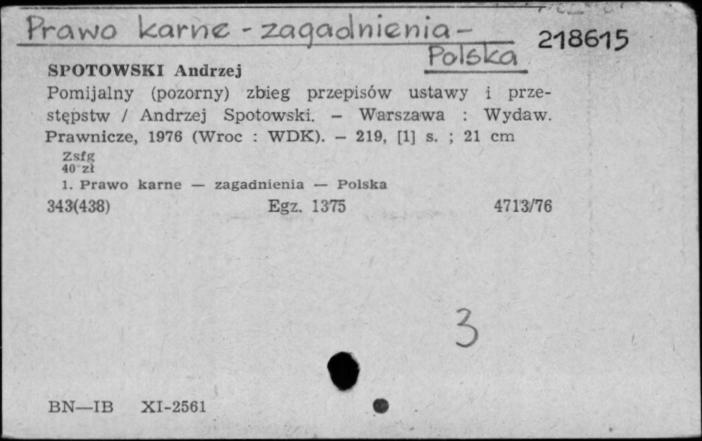 Prawo karne - zagadnienia -
Polska
218615
SPOTOWSKI Andrzej
Pomijalny (pozorny) zbieg przepisów ustawy i prze-
stępstw / Andrzej Spotowski. — Warszawa : Wydaw.
Prawnicze, 1976 (Wroc : WDK). — 219, [1] s. ; 21 cm
Zsfg
40 zł
1. Prawo karne — zagadnienia — Polska
343(438) Egz. 1375 4713/76
3
BN—IB XI-2561